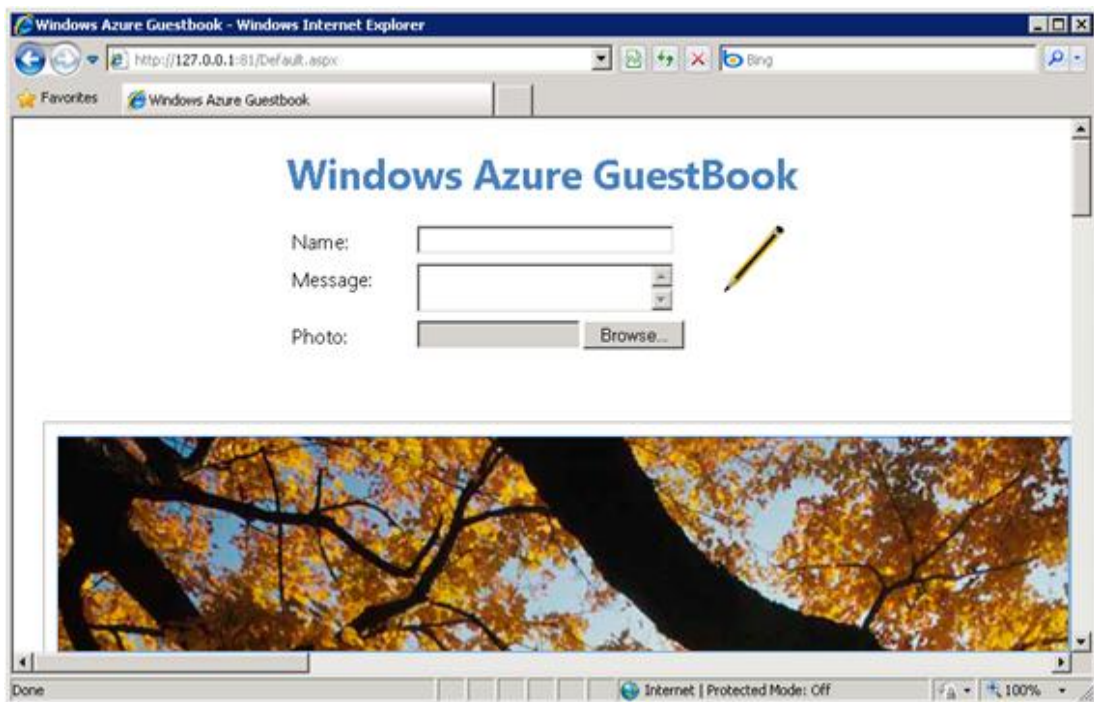 Windows Azure Guestbook - Windows Internet Explorer
http://127.0.0.1:81/Default.aspx
Bing
Favorites
Windows Azure Guestbook
Windows Azure GuestBook
Name:
Message:
Photo:
Browse...
Done
Internet | Protected Mode: Off
100%